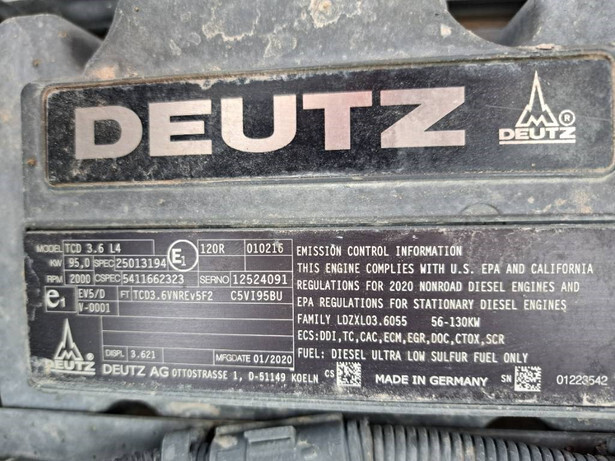 DEUTZ
DEUTZ ®
MODEL TCD 3.6 L4 E1 120R 010216
KW 95,0 SPEC 25013194
RPM 2000 CSPEC 5411662323 SERNO 12524091
e1 EV5/D FT TCD3.6VNREv5F2 C5VI95BU
V-0001
DISPL 3.621 MFGDATE 01/2020
DEUTZ DEUTZ AG OTTOSTRASSE 1, D-51149 KOELN
EMISSION CONTROL INFORMATION
THIS ENGINE COMPLIES WITH U.S. EPA AND CALIFORNIA
REGULATIONS FOR 2020 NONROAD DIESEL ENGINES AND
EPA REGULATIONS FOR STATIONARY DIESEL ENGINES
FAMILY LDZXL03.6055 56-130KW
ECS:DDI,TC,CAC,ECM,EGR,DOC,CTOX,SCR
FUEL: DIESEL ULTRA LOW SULFUR FUEL ONLY
CS MADE IN GERMANY SN 01223542